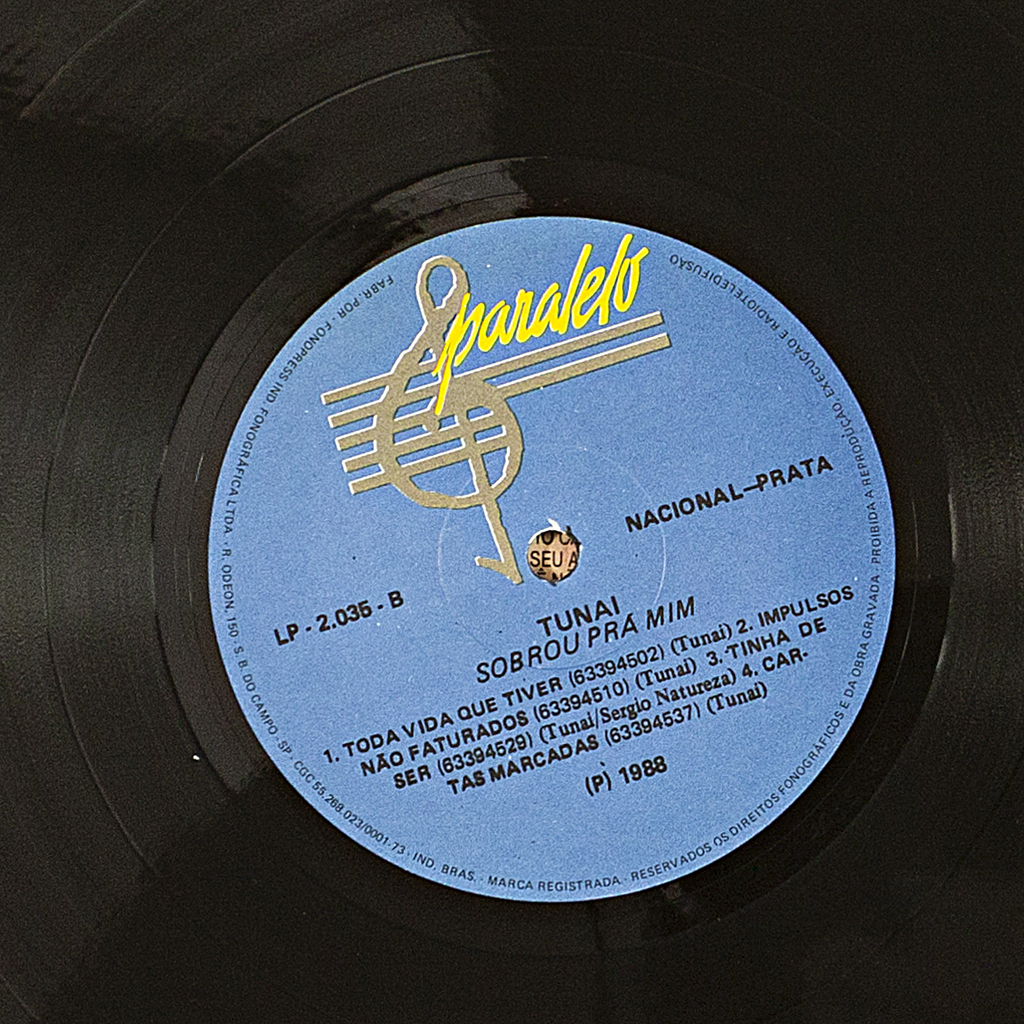 paralelo
NACIONAL–PRATA
LP - 2.035 - B
SEU A
TUNAI
SOBROU PRÁ MIM
1. TODA VIDA QUE TIVER (63394502) (Tunai) 2. IMPULSOS
NÃO FATURADOS (63394510) (Tunai) 3. TINHA DE
SER (63394529) (Tunai/Sergio Natureza) 4. CAR-
TAS MARCADAS (63394537) (Tunai)
(P) 1988
FABR. POR: FONOPRESS IND. FONOGRÁFICA LTDA. · R. ODEON, 150 · S. B. DO CAMPO · SP · CGC 55.268.023/0001-73 · IND. BRAS. · MARCA REGISTRADA · RESERVADOS OS DIREITOS FONOGRÁFICOS E DA OBRA GRAVADA · PROIBIDA A REPRODUÇÃO, EXECUÇÃO E RADIOTELEDIFUSÃO